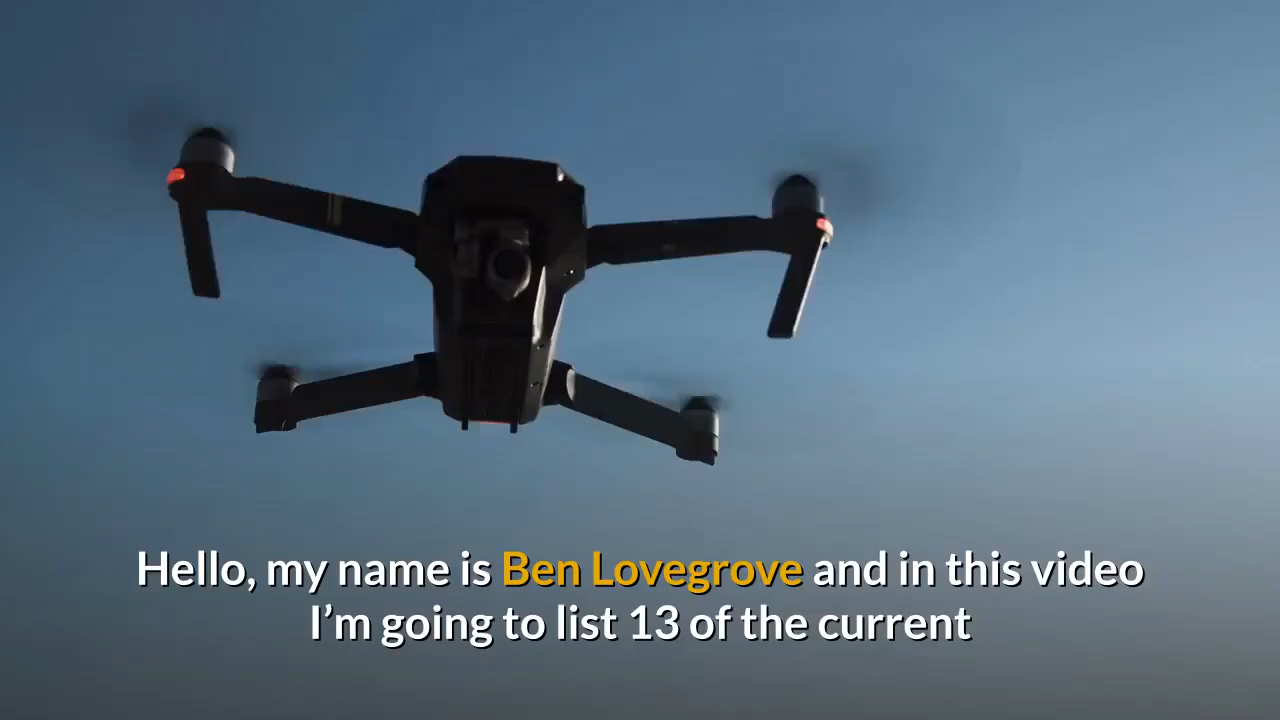 Hello, my name is Ben Lovegrove and in this video
I'm going to list 13 of the current